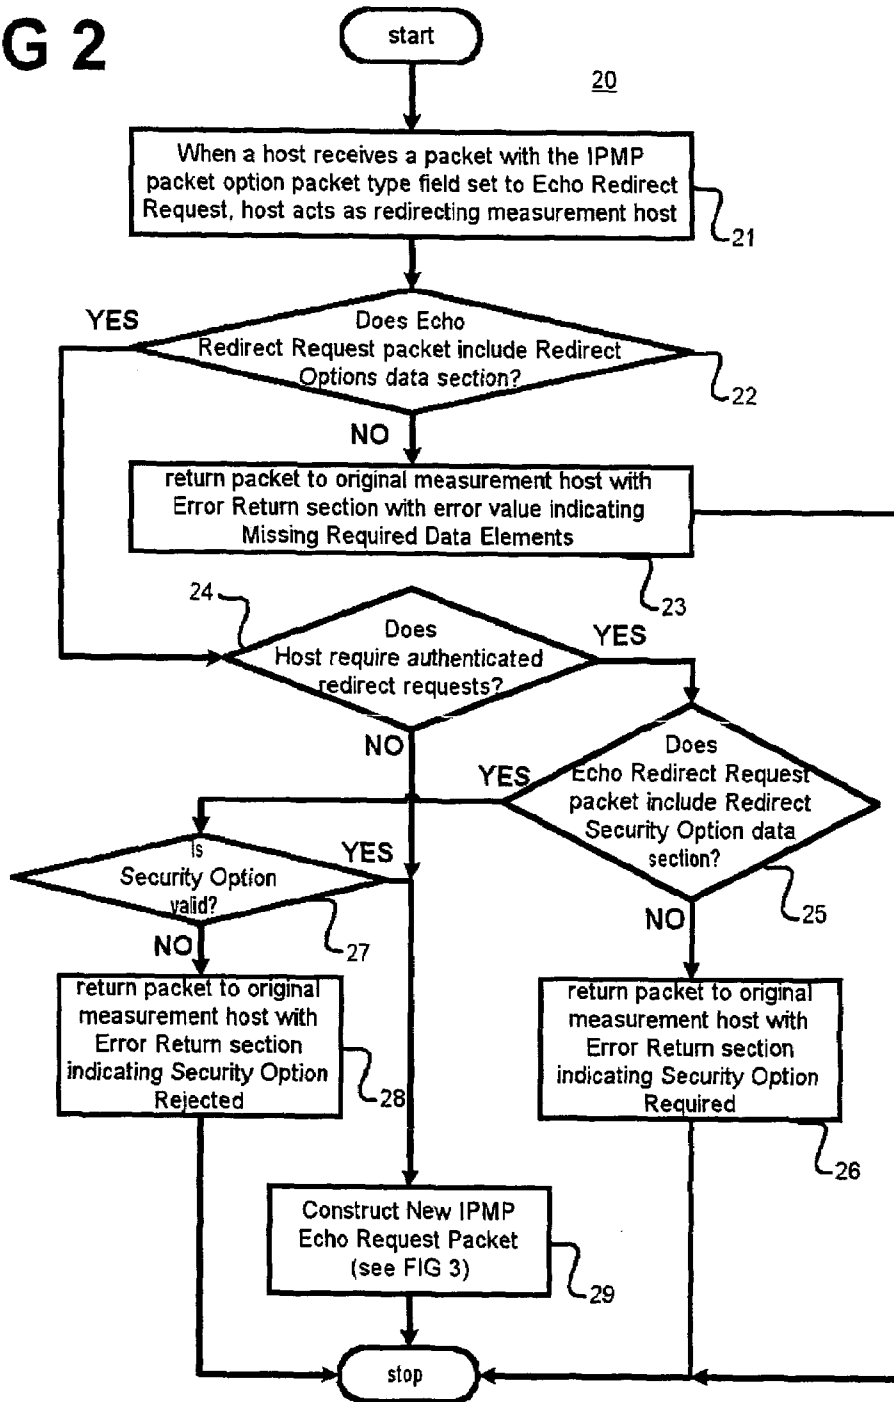 G 2
start
20
When a host receives a packet with the IPMP
packet option packet type field set to Echo Redirect
Request, host acts as redirecting measurement host
21
YES
Does Echo
Redirect Request packet include Redirect
Options data section?
22
NO
return packet to original measurement host with
Error Return section with error value indicating
Missing Required Data Elements
23
24
Does
Host require authenticated
redirect requests?
YES
NO
YES
Does
Echo Redirect Request
packet include Redirect
Security Option data
section?
25
Is
Security Option
valid?
YES
27
NO
NO
return packet to original
measurement host with
Error Return section
indicating Security Option
Rejected
28
return packet to original
measurement host with
Error Return section
indicating Security Option
Required
26
Construct New IPMP
Echo Request Packet
(see FIG 3)
29
stop